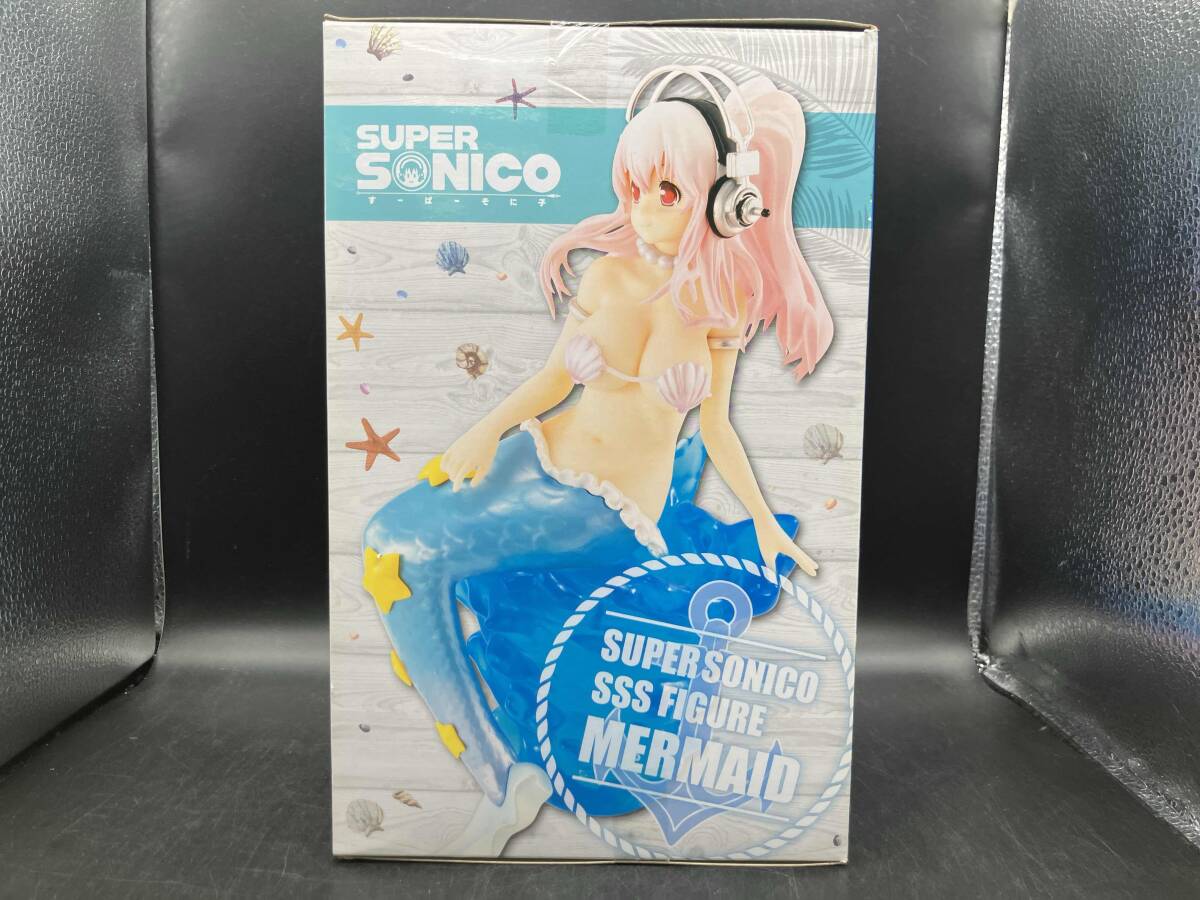 SUPER
SONICO
すーぱーそに子
SUPER SONICO
SSS FIGURE
MERMAID